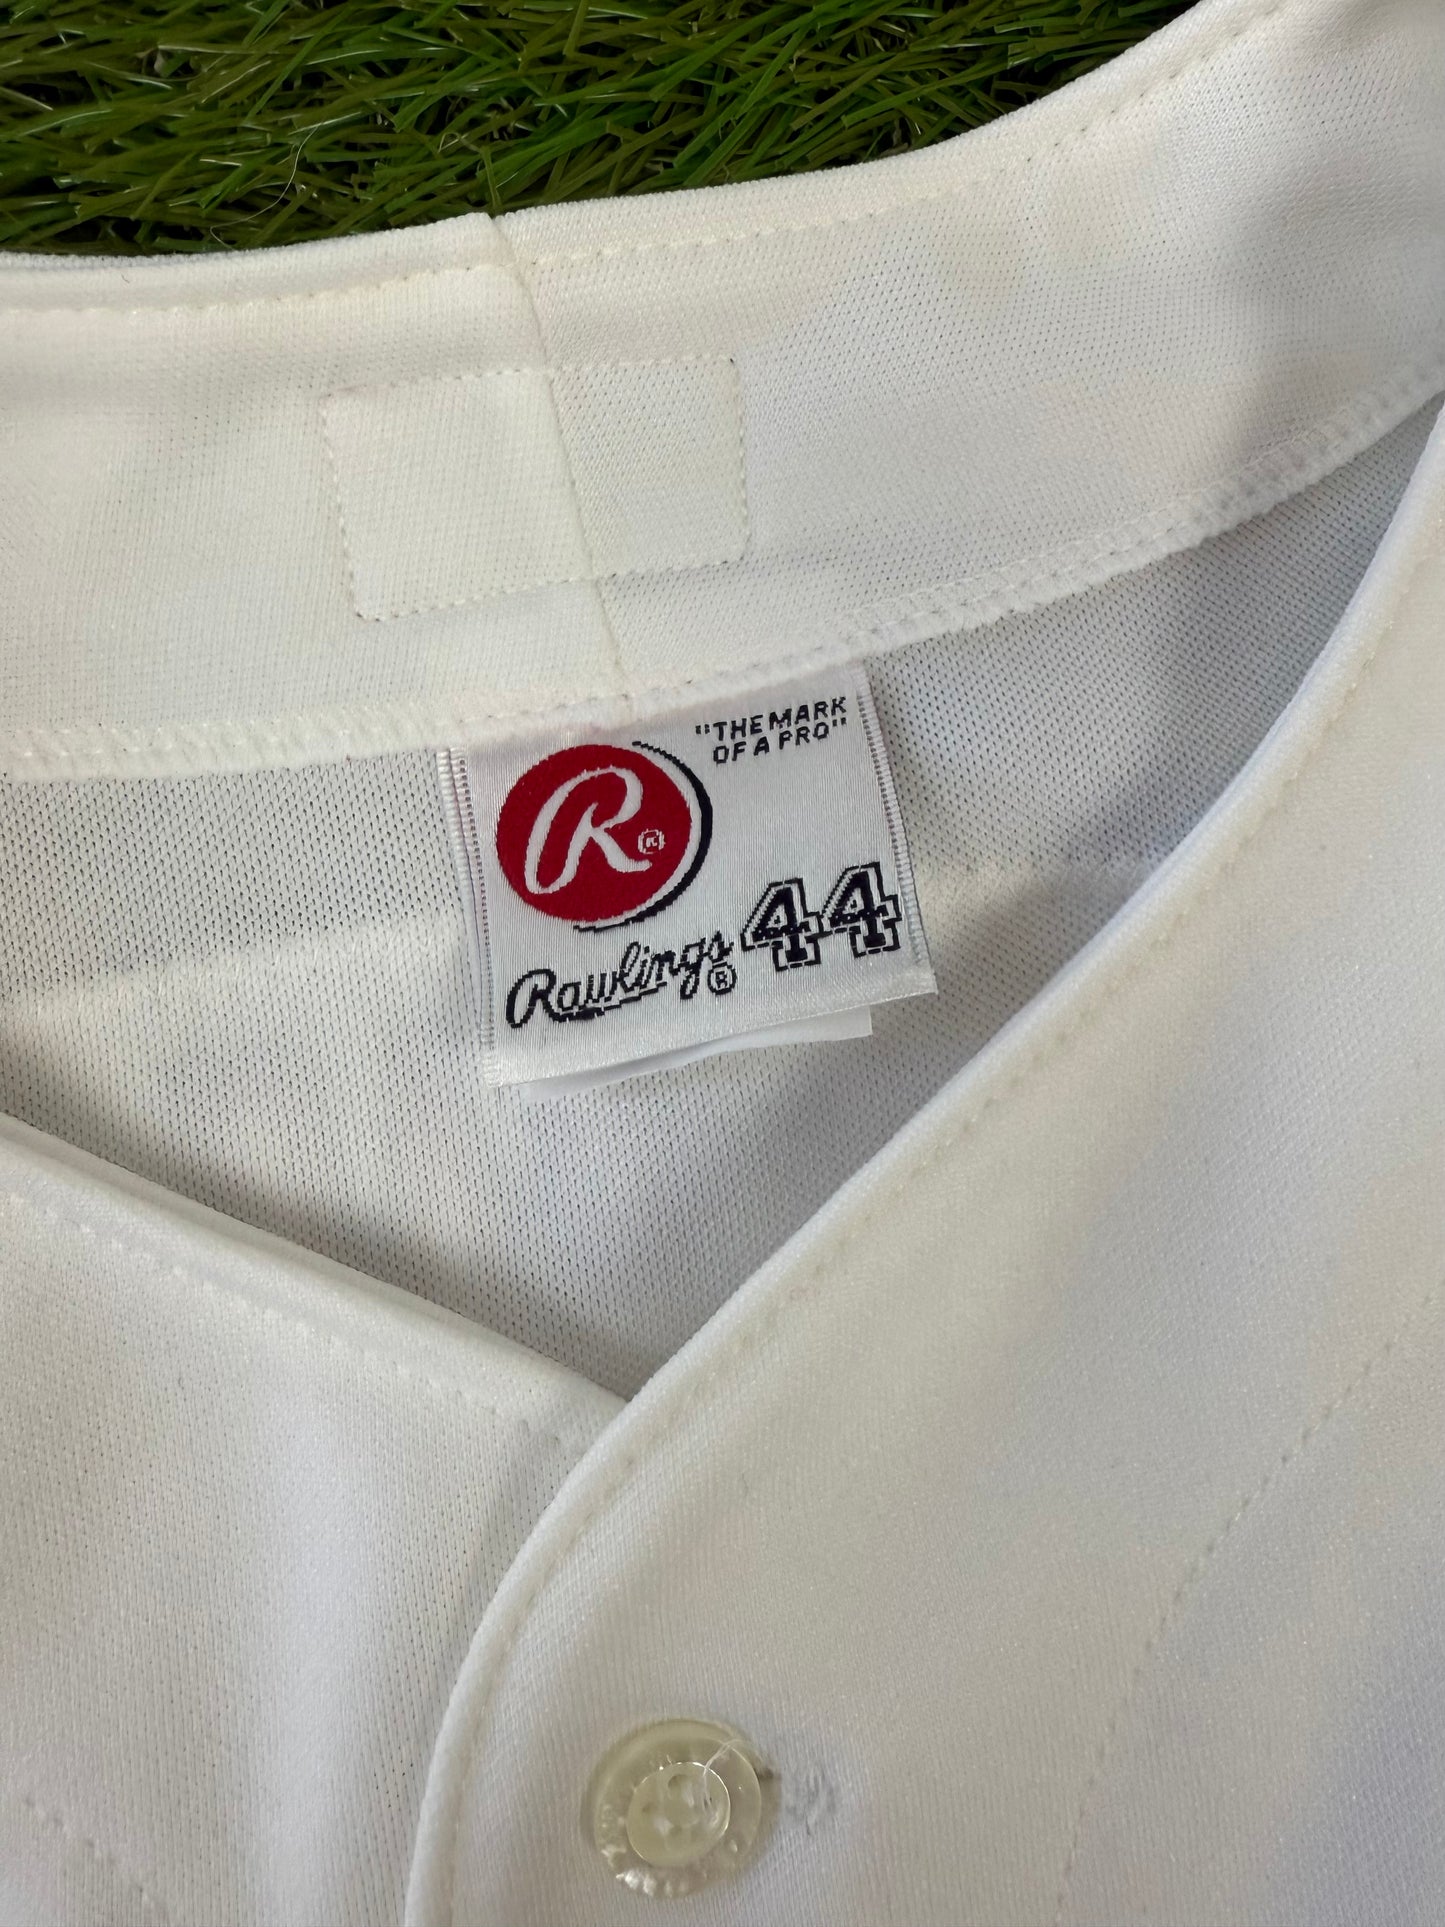 "THE MARK
OF A PRO"
R ®
Rawlings ® 44